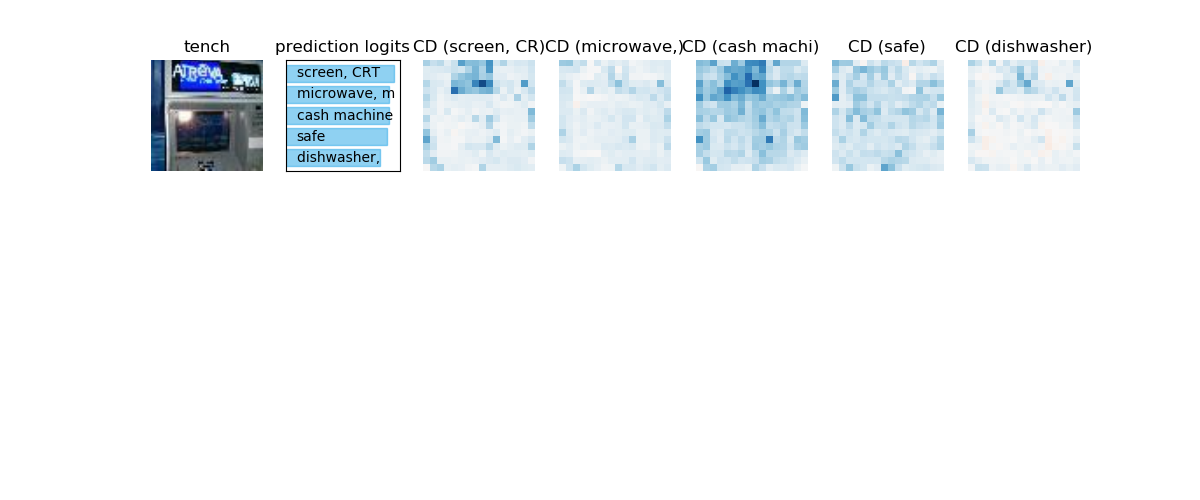 tench
prediction logits
CD (screen, CR)
CD (microwave,)
CD (cash machi)
CD (safe)
CD (dishwasher)
ATREVA
screen, CRT
microwave, m
cash machine
safe
dishwasher,